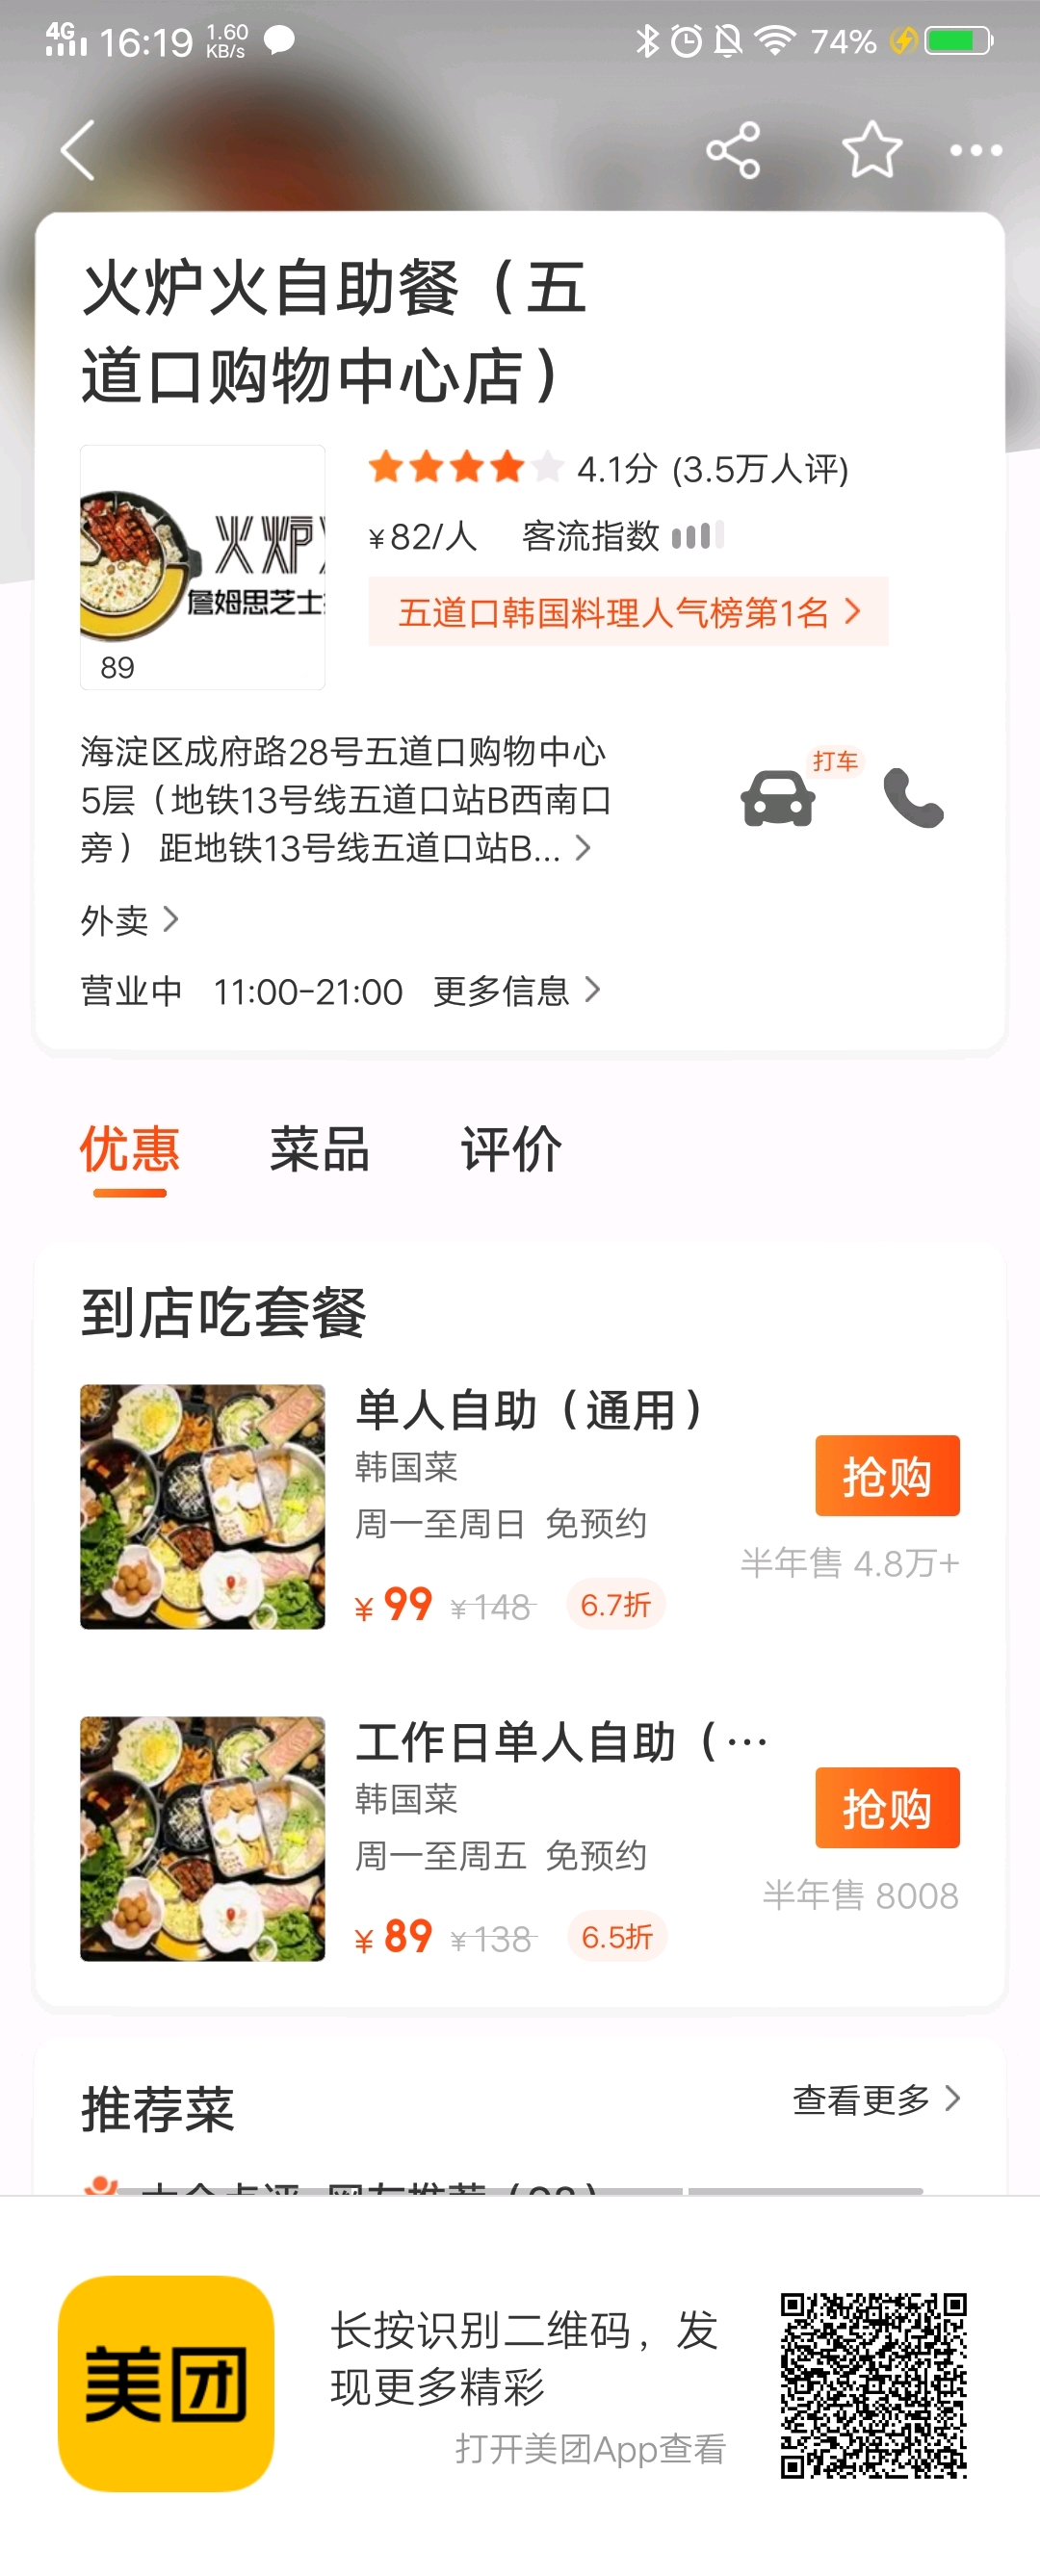 4G 16:19 1.60 KB/s 74%
火炉火自助餐（五
道口购物中心店）
4.1分 (3.5万人评)
¥82/人 客流指数
五道口韩国料理人气榜第1名
火炉
詹姆思芝士
89
海淀区成府路28号五道口购物中心
5层（地铁13号线五道口站B西南口
旁） 距地铁13号线五道口站B...
打车
外卖
营业中 11:00-21:00 更多信息
优惠 菜品 评价
到店吃套餐
单人自助（通用）
韩国菜
周一至周日 免预约
¥99 ¥148 6.7折
抢购
半年售 4.8万+
工作日单人自助（…
韩国菜
周一至周五 免预约
¥89 ¥138 6.5折
抢购
半年售 8008
推荐菜 查看更多
美团
长按识别二维码，发
现更多精彩
打开美团App查看